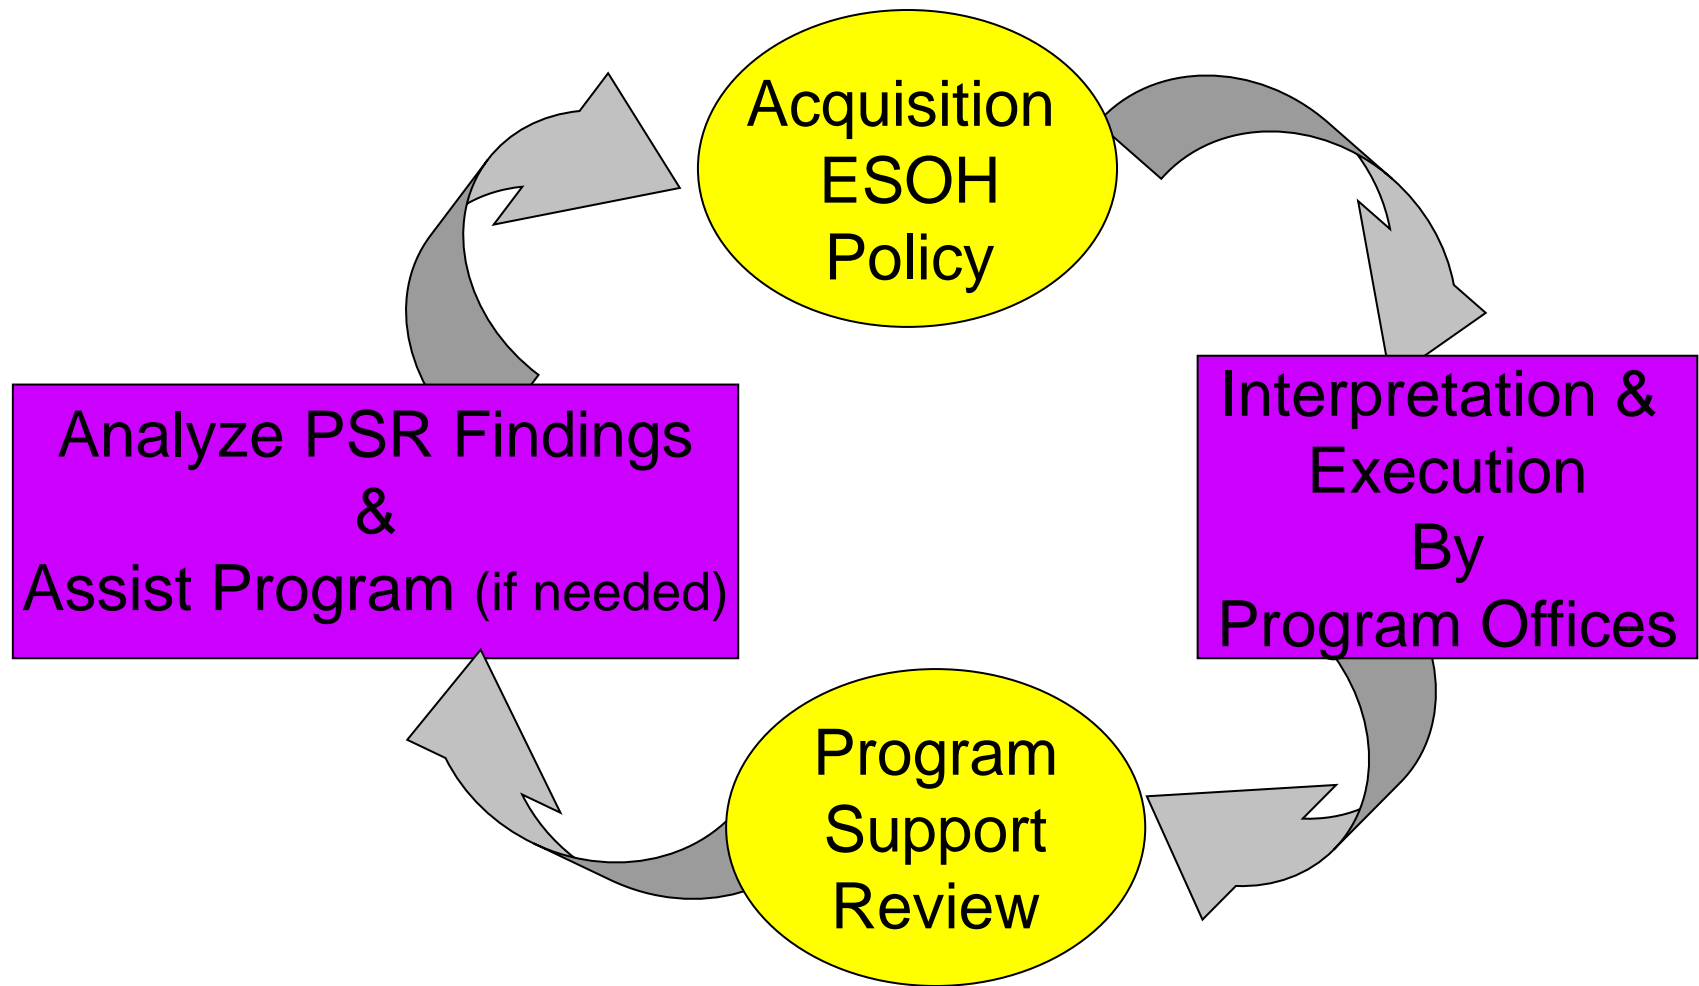 Acquisition
ESOH
Policy
Interpretation &
Execution
By
Program Offices
Program
Support
Review
Analyze PSR Findings
&
Assist Program (if needed)